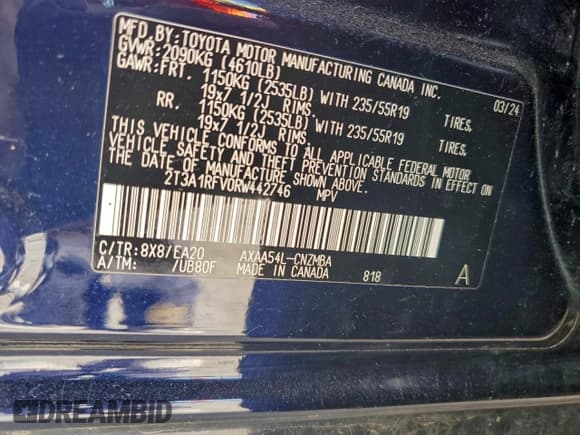 MFD.BY:TOYOTA MOTOR MANUFACTURING CANADA INC.
GVWR:2090KG (4610LB) 03/24
GAWR:FRT. 1150KG (2535LB) WITH 235/55R19 TIRES,
19x7 1/2J RIMS.
RR. 1150KG (2535LB) WITH 235/55R19 TIRES,
19x7 1/2J RIMS.
THIS VEHICLE CONFORMS TO ALL APPLICABLE FEDERAL MOTOR
VEHICLE SAFETY AND THEFT PREVENTION STANDARDS IN EFFECT ON
THE DATE OF MANUFACTURE SHOWN ABOVE.
2T3A1RFV0RW442746 MPV
C/TR:8X8/EA20 AXAA54L-CNZMBA
A/TM: /UB80F MADE IN CANADA 818 A
DREAMBID